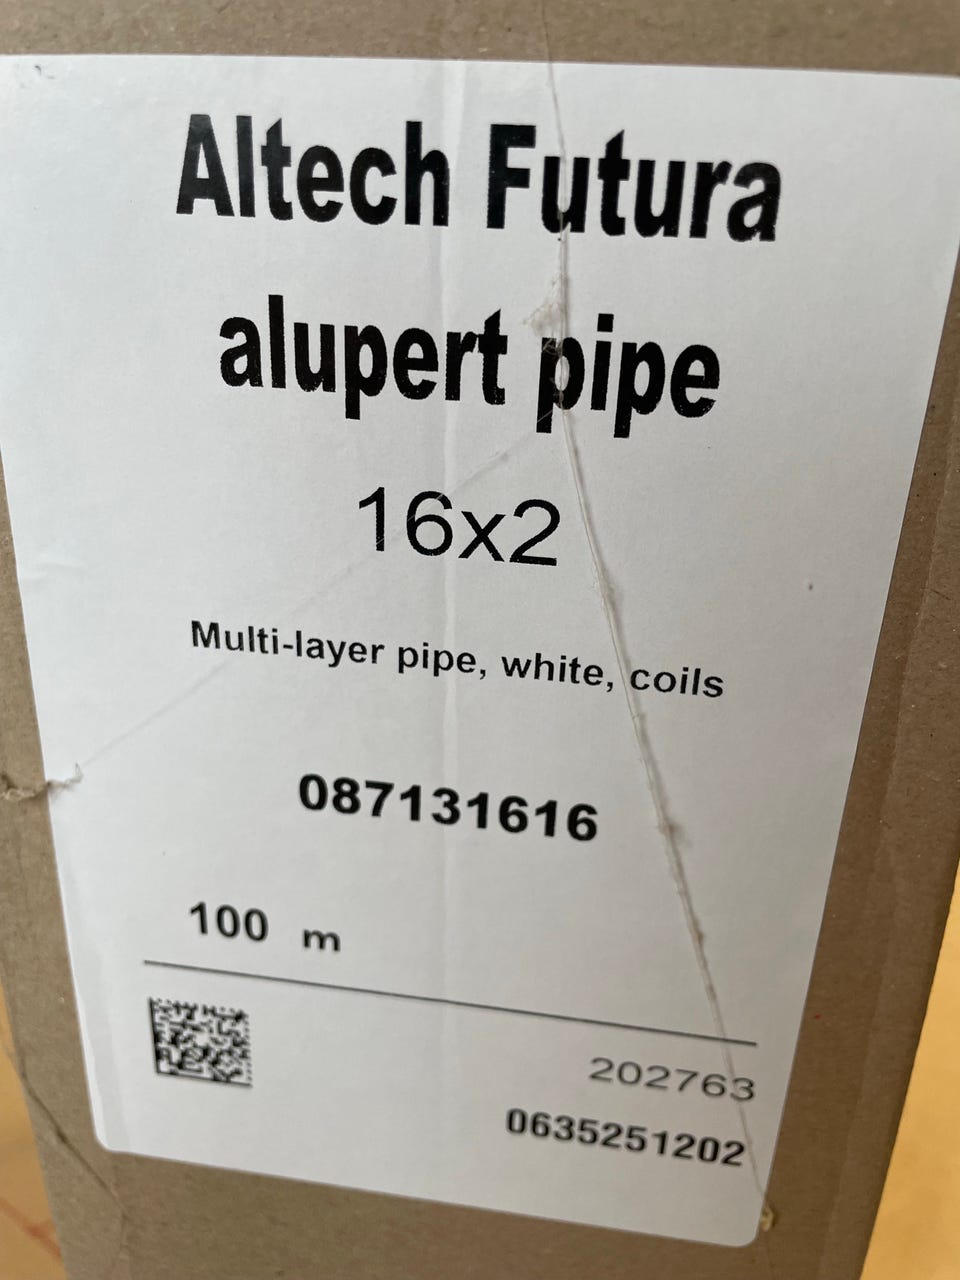 Altech Futura
alupert pipe
16x2
Multi-layer pipe, white, coils
087131616
100 m
202763
0635251202